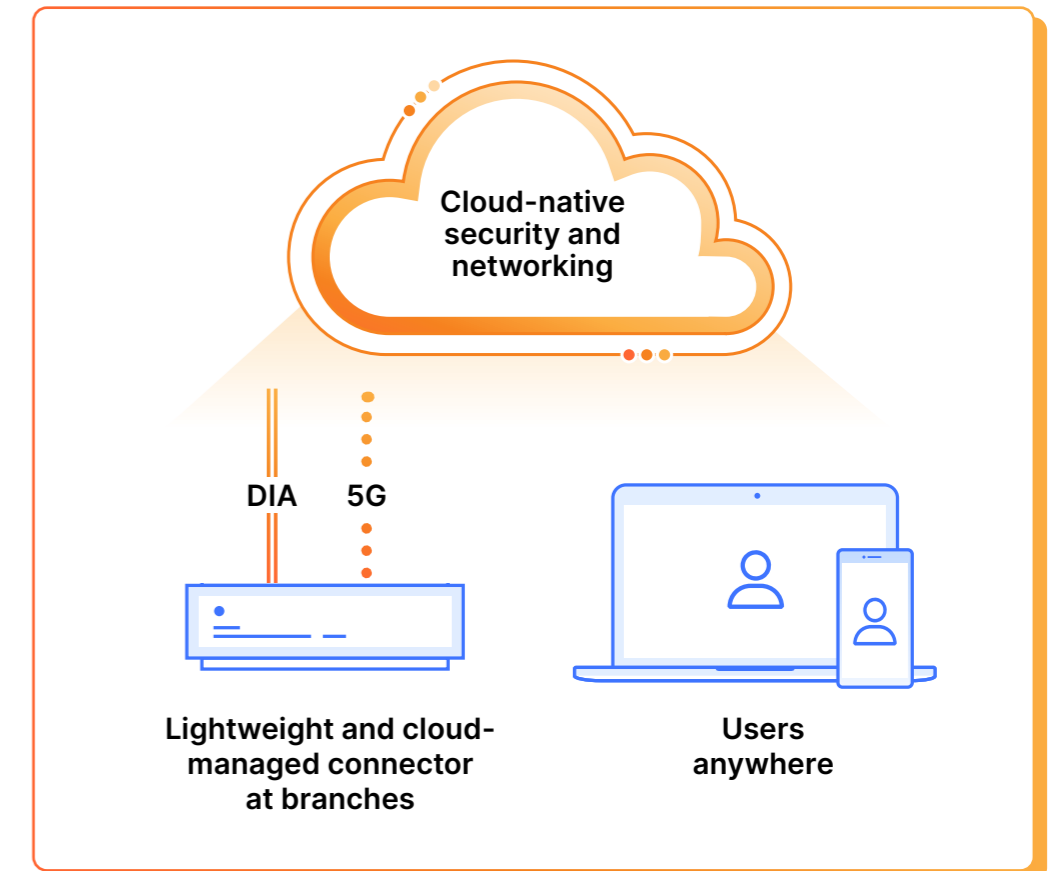 Cloud-native
security and
networking
DIA
5G
Lightweight and cloud-
managed connector
at branches
Users
anywhere